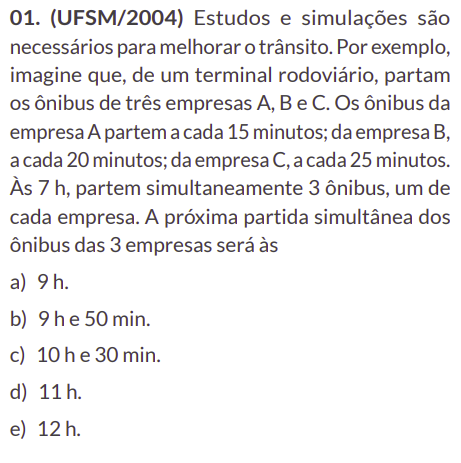 01. (UFSM/2004) Estudos e simulações são
necessários para melhorar o trânsito. Por exemplo,
imagine que, de um terminal rodoviário, partam
os ônibus de três empresas A, B e C. Os ônibus da
empresa A partem a cada 15 minutos; da empresa B,
a cada 20 minutos; da empresa C, a cada 25 minutos.
Às 7 h, partem simultaneamente 3 ônibus, um de
cada empresa. A próxima partida simultânea dos
ônibus das 3 empresas será às
a) 9 h.
b) 9 h e 50 min.
c) 10 h e 30 min.
d) 11 h.
e) 12 h.